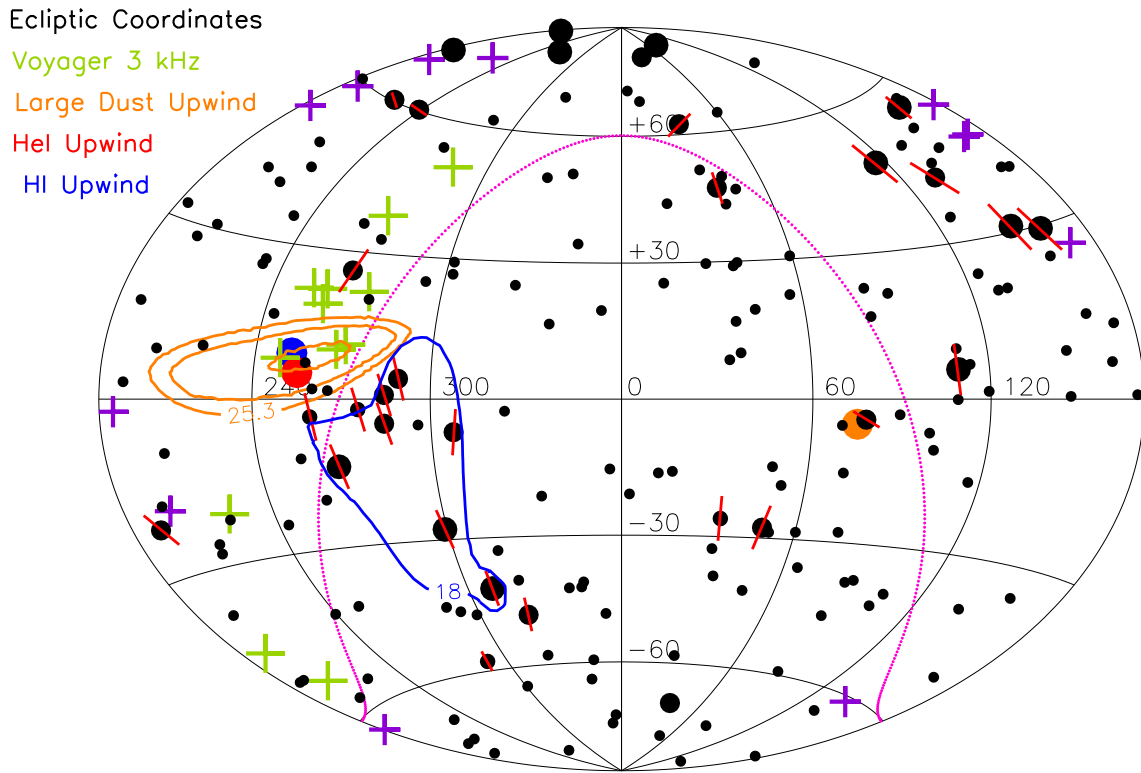 Ecliptic Coordinates
Voyager 3 kHz
Large Dust Upwind
HeI Upwind
HI Upwind
+60
+30
240 300 0 60 120
25.3
−30
18
−60